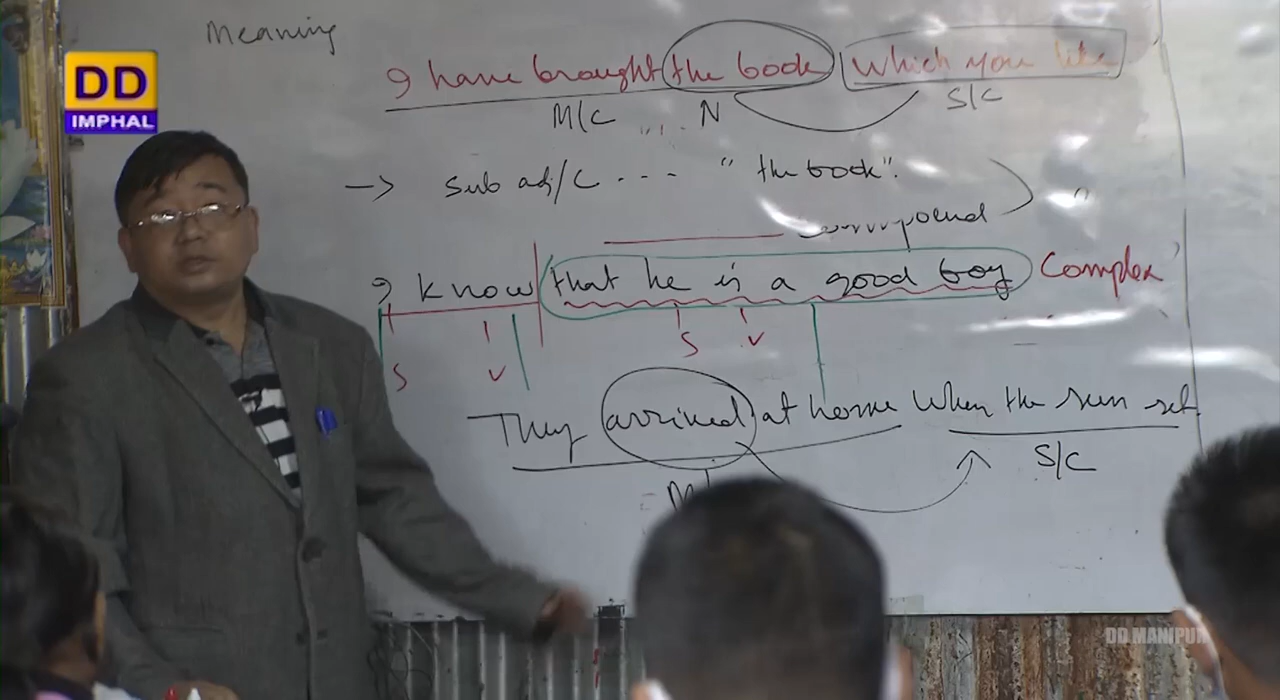 Meaning
DD
IMPHAL
I have brought the book which you like
M/C N S/C
→ sub adj/C --- "the book".
compound
I know that he is a good boy Complex
S V
S V
They arrived at home when the sun set
M/ S/C
DD MANIPUR